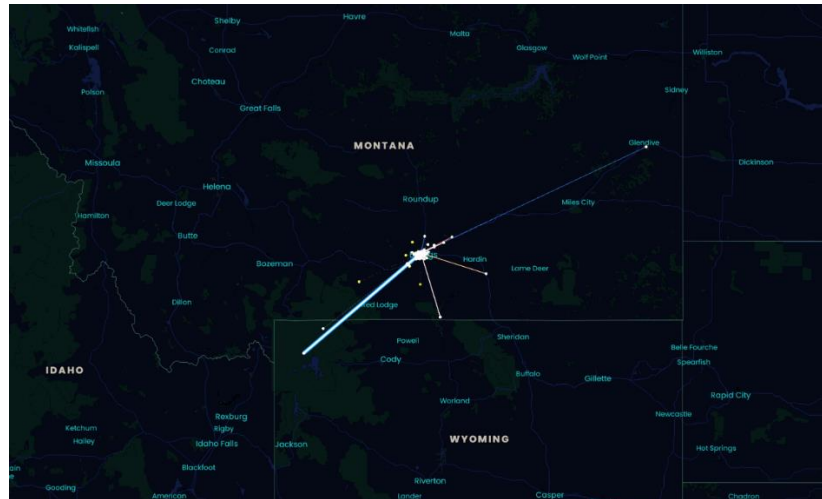 Shelby
Havre
Whitefish
Malta
Kalispell
Conrad
Glasgow
Wolf Point
Williston
Choteau
Polson
Sidney
Great Falls
MONTANA
Glendive
Missoula
Dickinson
Helena
Roundup
Deer Lodge
Miles City
Hamilton
Butte
Bozeman
Hardin
Lame Deer
Dillon
Red Lodge
Powell
Sheridan
Belle Fourche
Cody
Spearfish
IDAHO
Buffalo
Gillette
Rapid City
Worland
Rexburg
Newcastle
Ketchum
Rigby
Hailey
Idaho Falls
Jackson
WYOMING
Hot Springs
Blackfoot
Riverton
Gooding
American
Lander
Casper
Chadron